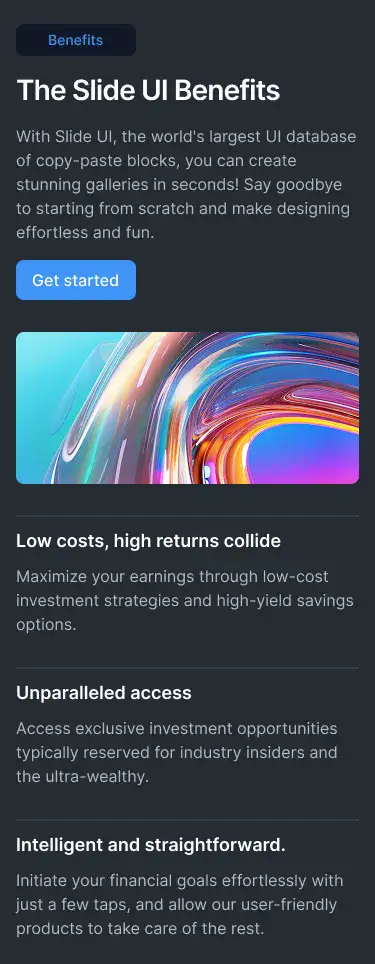 Benefits
The Slide UI Benefits
With Slide UI, the world's largest UI database
of copy-paste blocks, you can create
stunning galleries in seconds! Say goodbye
to starting from scratch and make designing
effortless and fun.
Get started
Low costs, high returns collide
Maximize your earnings through low-cost
investment strategies and high-yield savings
options.
Unparalleled access
Access exclusive investment opportunities
typically reserved for industry insiders and
the ultra-wealthy.
Intelligent and straightforward.
Initiate your financial goals effortlessly with
just a few taps, and allow our user-friendly
products to take care of the rest.